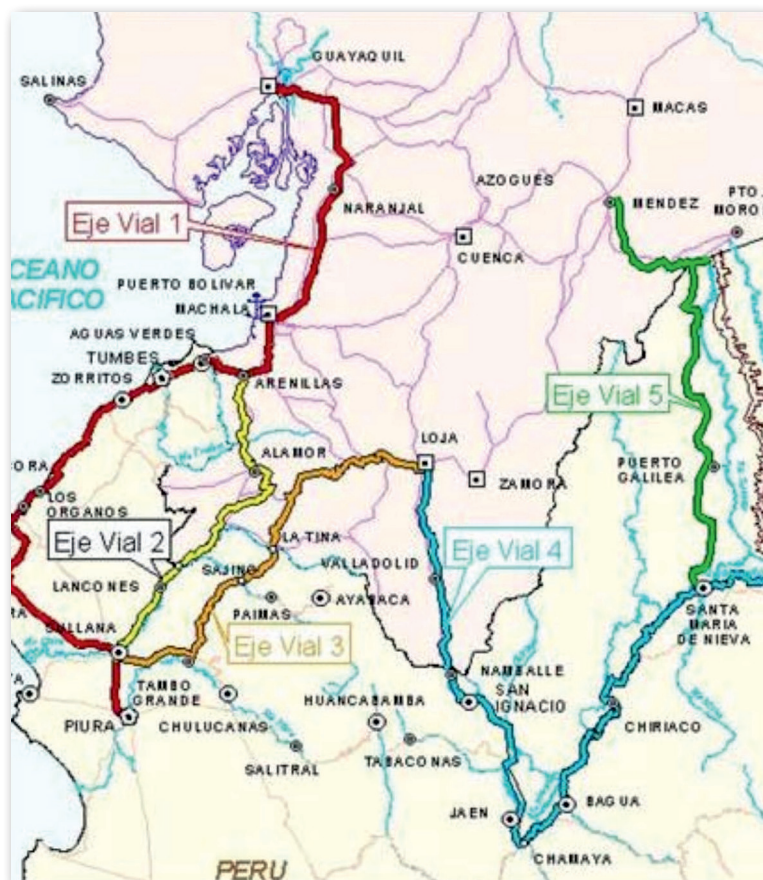 GUAYAQUIL
SALINAS
MACAS
AZOGUES
MENDEZ
PTO.
MORO
NARANJAL
Eje Vial 1
CUENCA
CEANO
ACIFICO
PUERTO BOLIVAR
MACHALA
AGUAS VERDES
TUMBES
ZORRITOS
ARENILLAS
Eje Vial 5
LOJA
ALAMOR
ZAMORA
PUERTO
GALILEA
CORA
LOS
ORGANOS
Eje Vial 2
LA TINA
VALLADOLID
Eje Vial 4
LANCONES
SAJINO
PAIMAS
AYABACA
SANTA
MARIA
DE NIEVA
SULLANA
Eje Vial 3
NAMBALLE
SAN
IGNACIO
TAMBO
GRANDE
HUANCABAMBA
CHIRIACO
PIURA
CHULUCANAS
TABACONAS
SALITRAL
JAEN
BAGUA
CHAMAYA
PERU